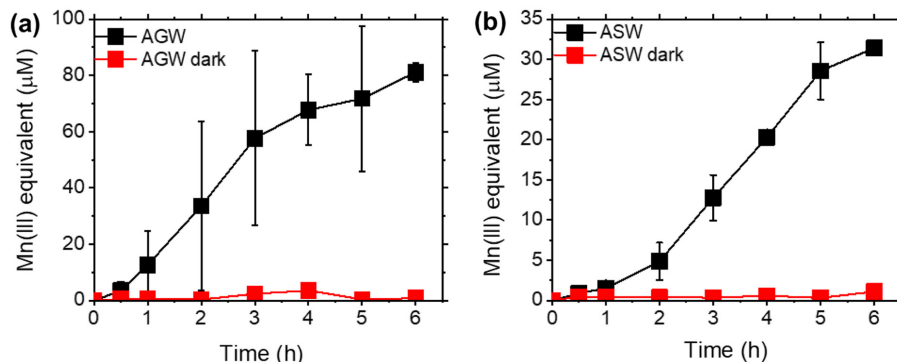 (a)
AGW
AGW dark
Mn(III) equivalent (μM)
100
80
60
40
20
0
0 1 2 3 4 5 6
Time (h)
(b)
ASW
ASW dark
Mn(III) equivalent (μM)
35
30
25
20
15
10
5
0
0 1 2 3 4 5 6
Time (h)